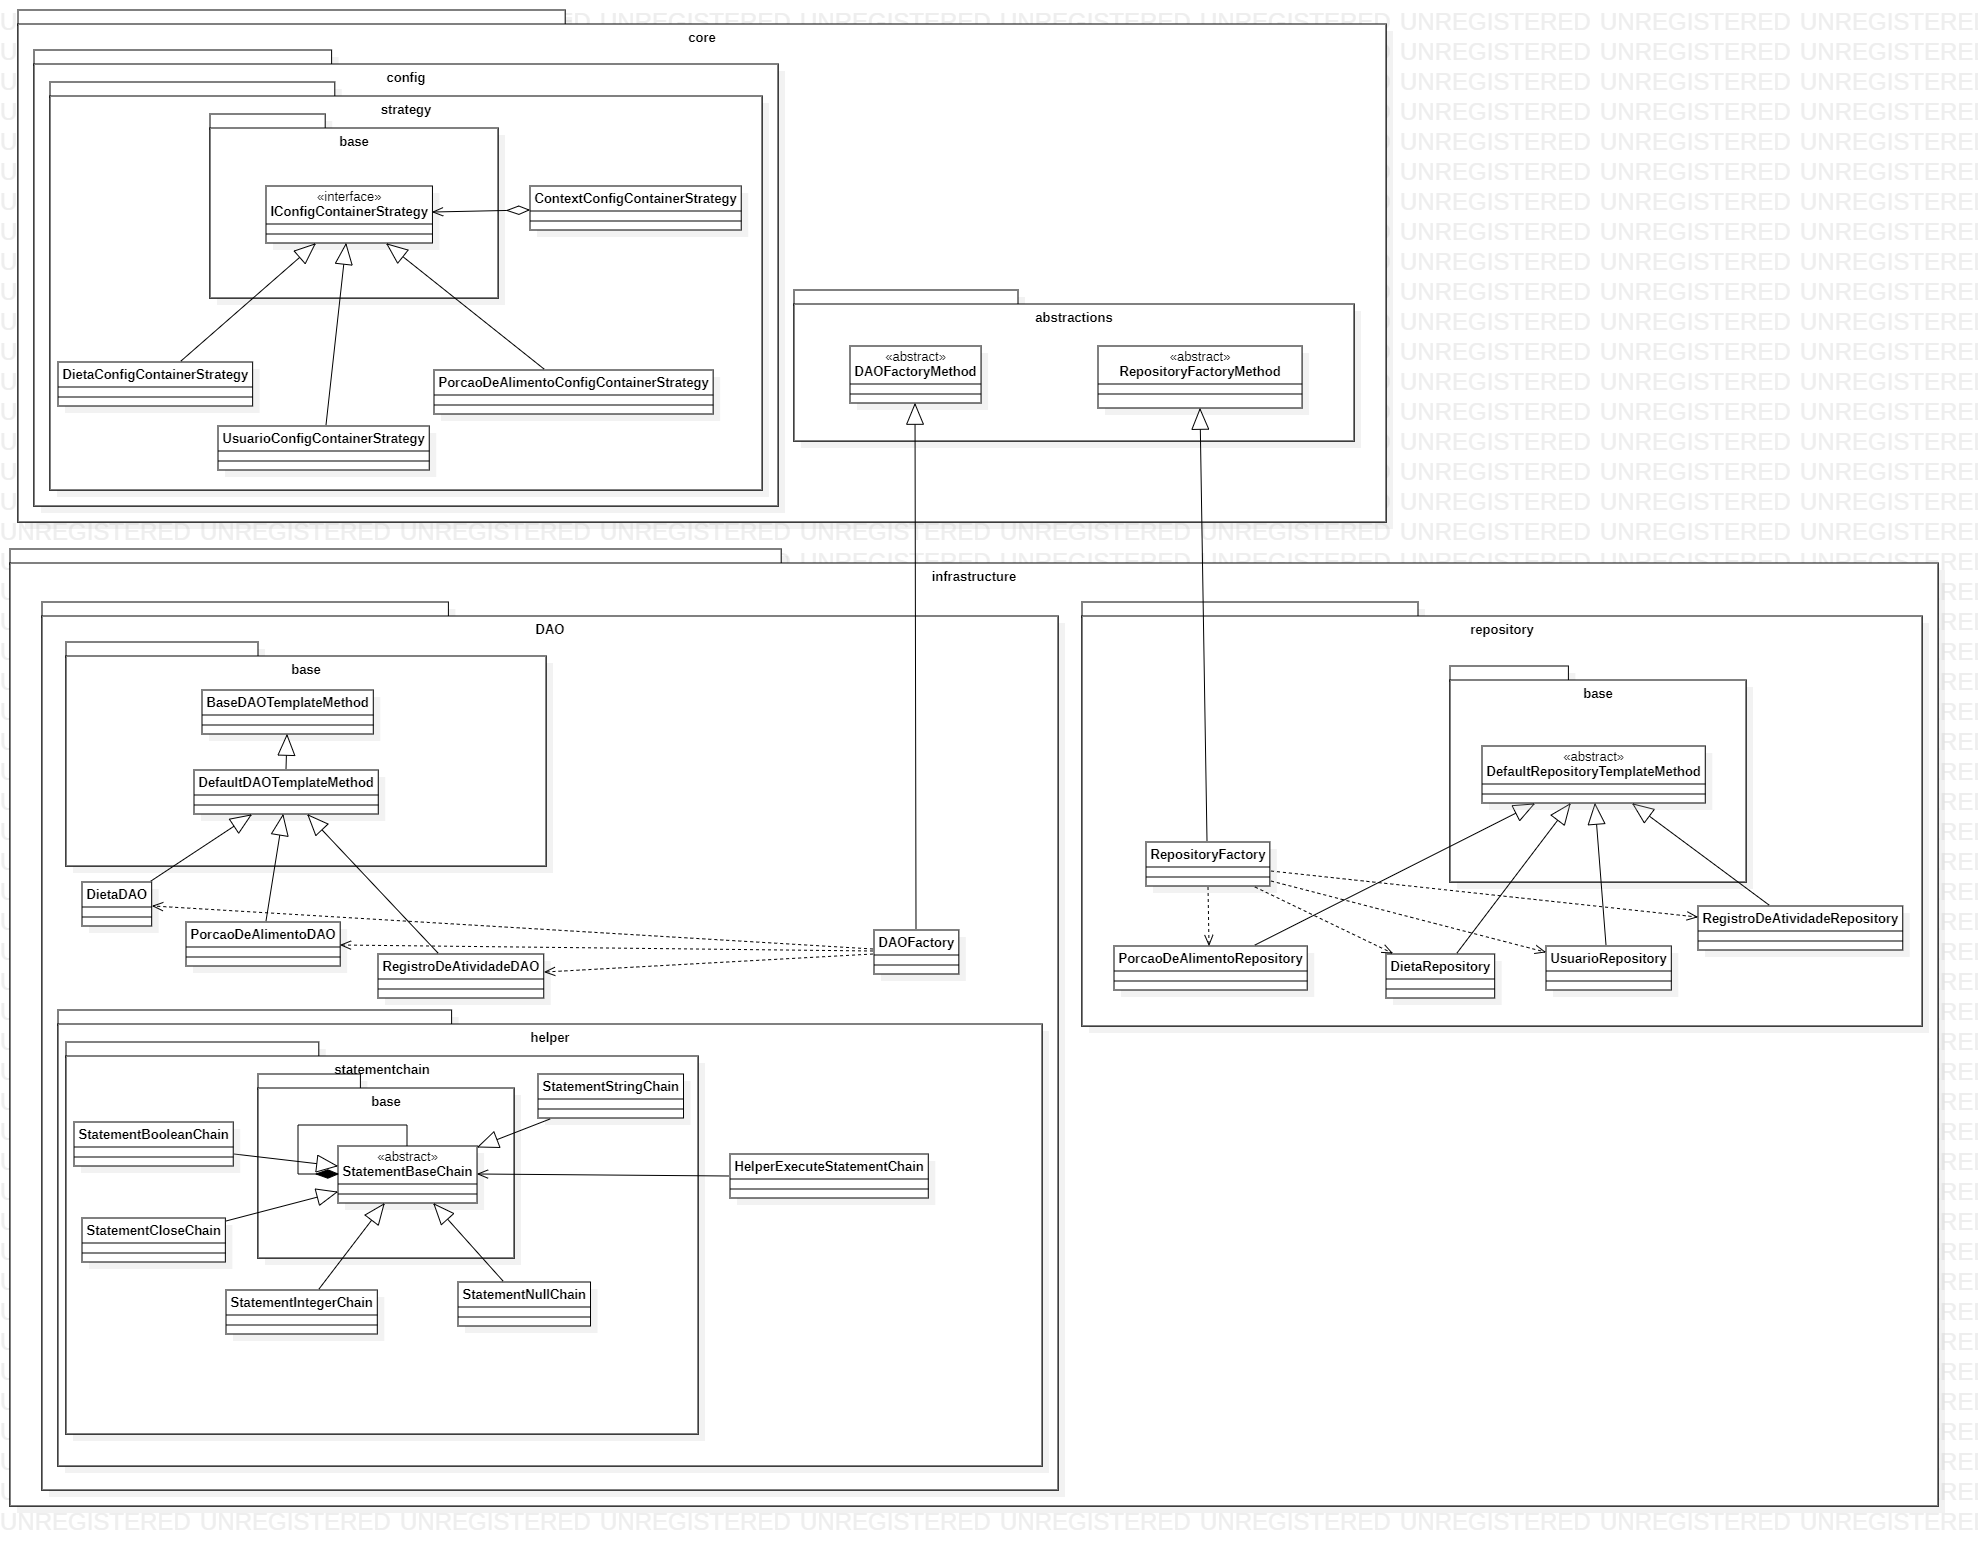 core
config
strategy
base
«interface»
IConfigContainerStrategy
ContextConfigContainerStrategy
DietaConfigContainerStrategy
PorcaoDeAlimentoConfigContainerStrategy
UsuarioConfigContainerStrategy
abstractions
«abstract»
DAOFactoryMethod
«abstract»
RepositoryFactoryMethod
infrastructure
DAO
base
BaseDAOTemplateMethod
DefaultDAOTemplateMethod
DietaDAO
PorcaoDeAlimentoDAO
RegistroDeAtividadeDAO
DAOFactory
helper
statementchain
base
StatementStringChain
StatementBooleanChain
«abstract»
StatementBaseChain
HelperExecuteStatementChain
StatementCloseChain
StatementIntegerChain
StatementNullChain
repository
base
«abstract»
DefaultRepositoryTemplateMethod
RepositoryFactory
RegistroDeAtividadeRepository
PorcaoDeAlimentoRepository
DietaRepository
UsuarioRepository
UNREGISTERED UNREGISTERED UNREGISTERED UNREGISTERED UNREGISTERED UNREGISTERED UNREGISTERED UNREGISTERED UNREGISTERED